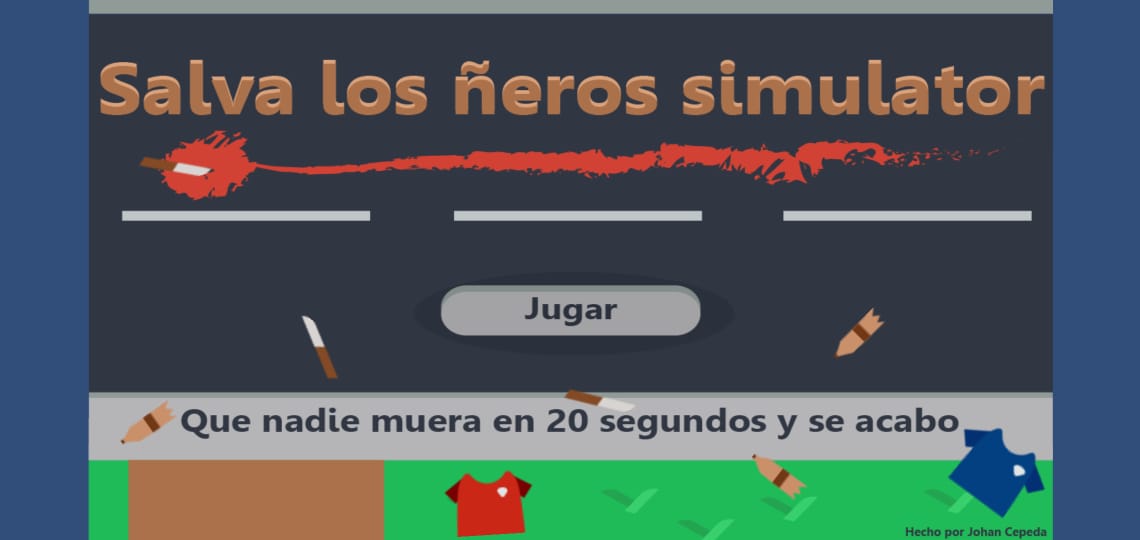 Salva los ñeros simulator
Jugar
Que nadie muera en 20 segundos y se acabo
Hecho por Johan Cepeda